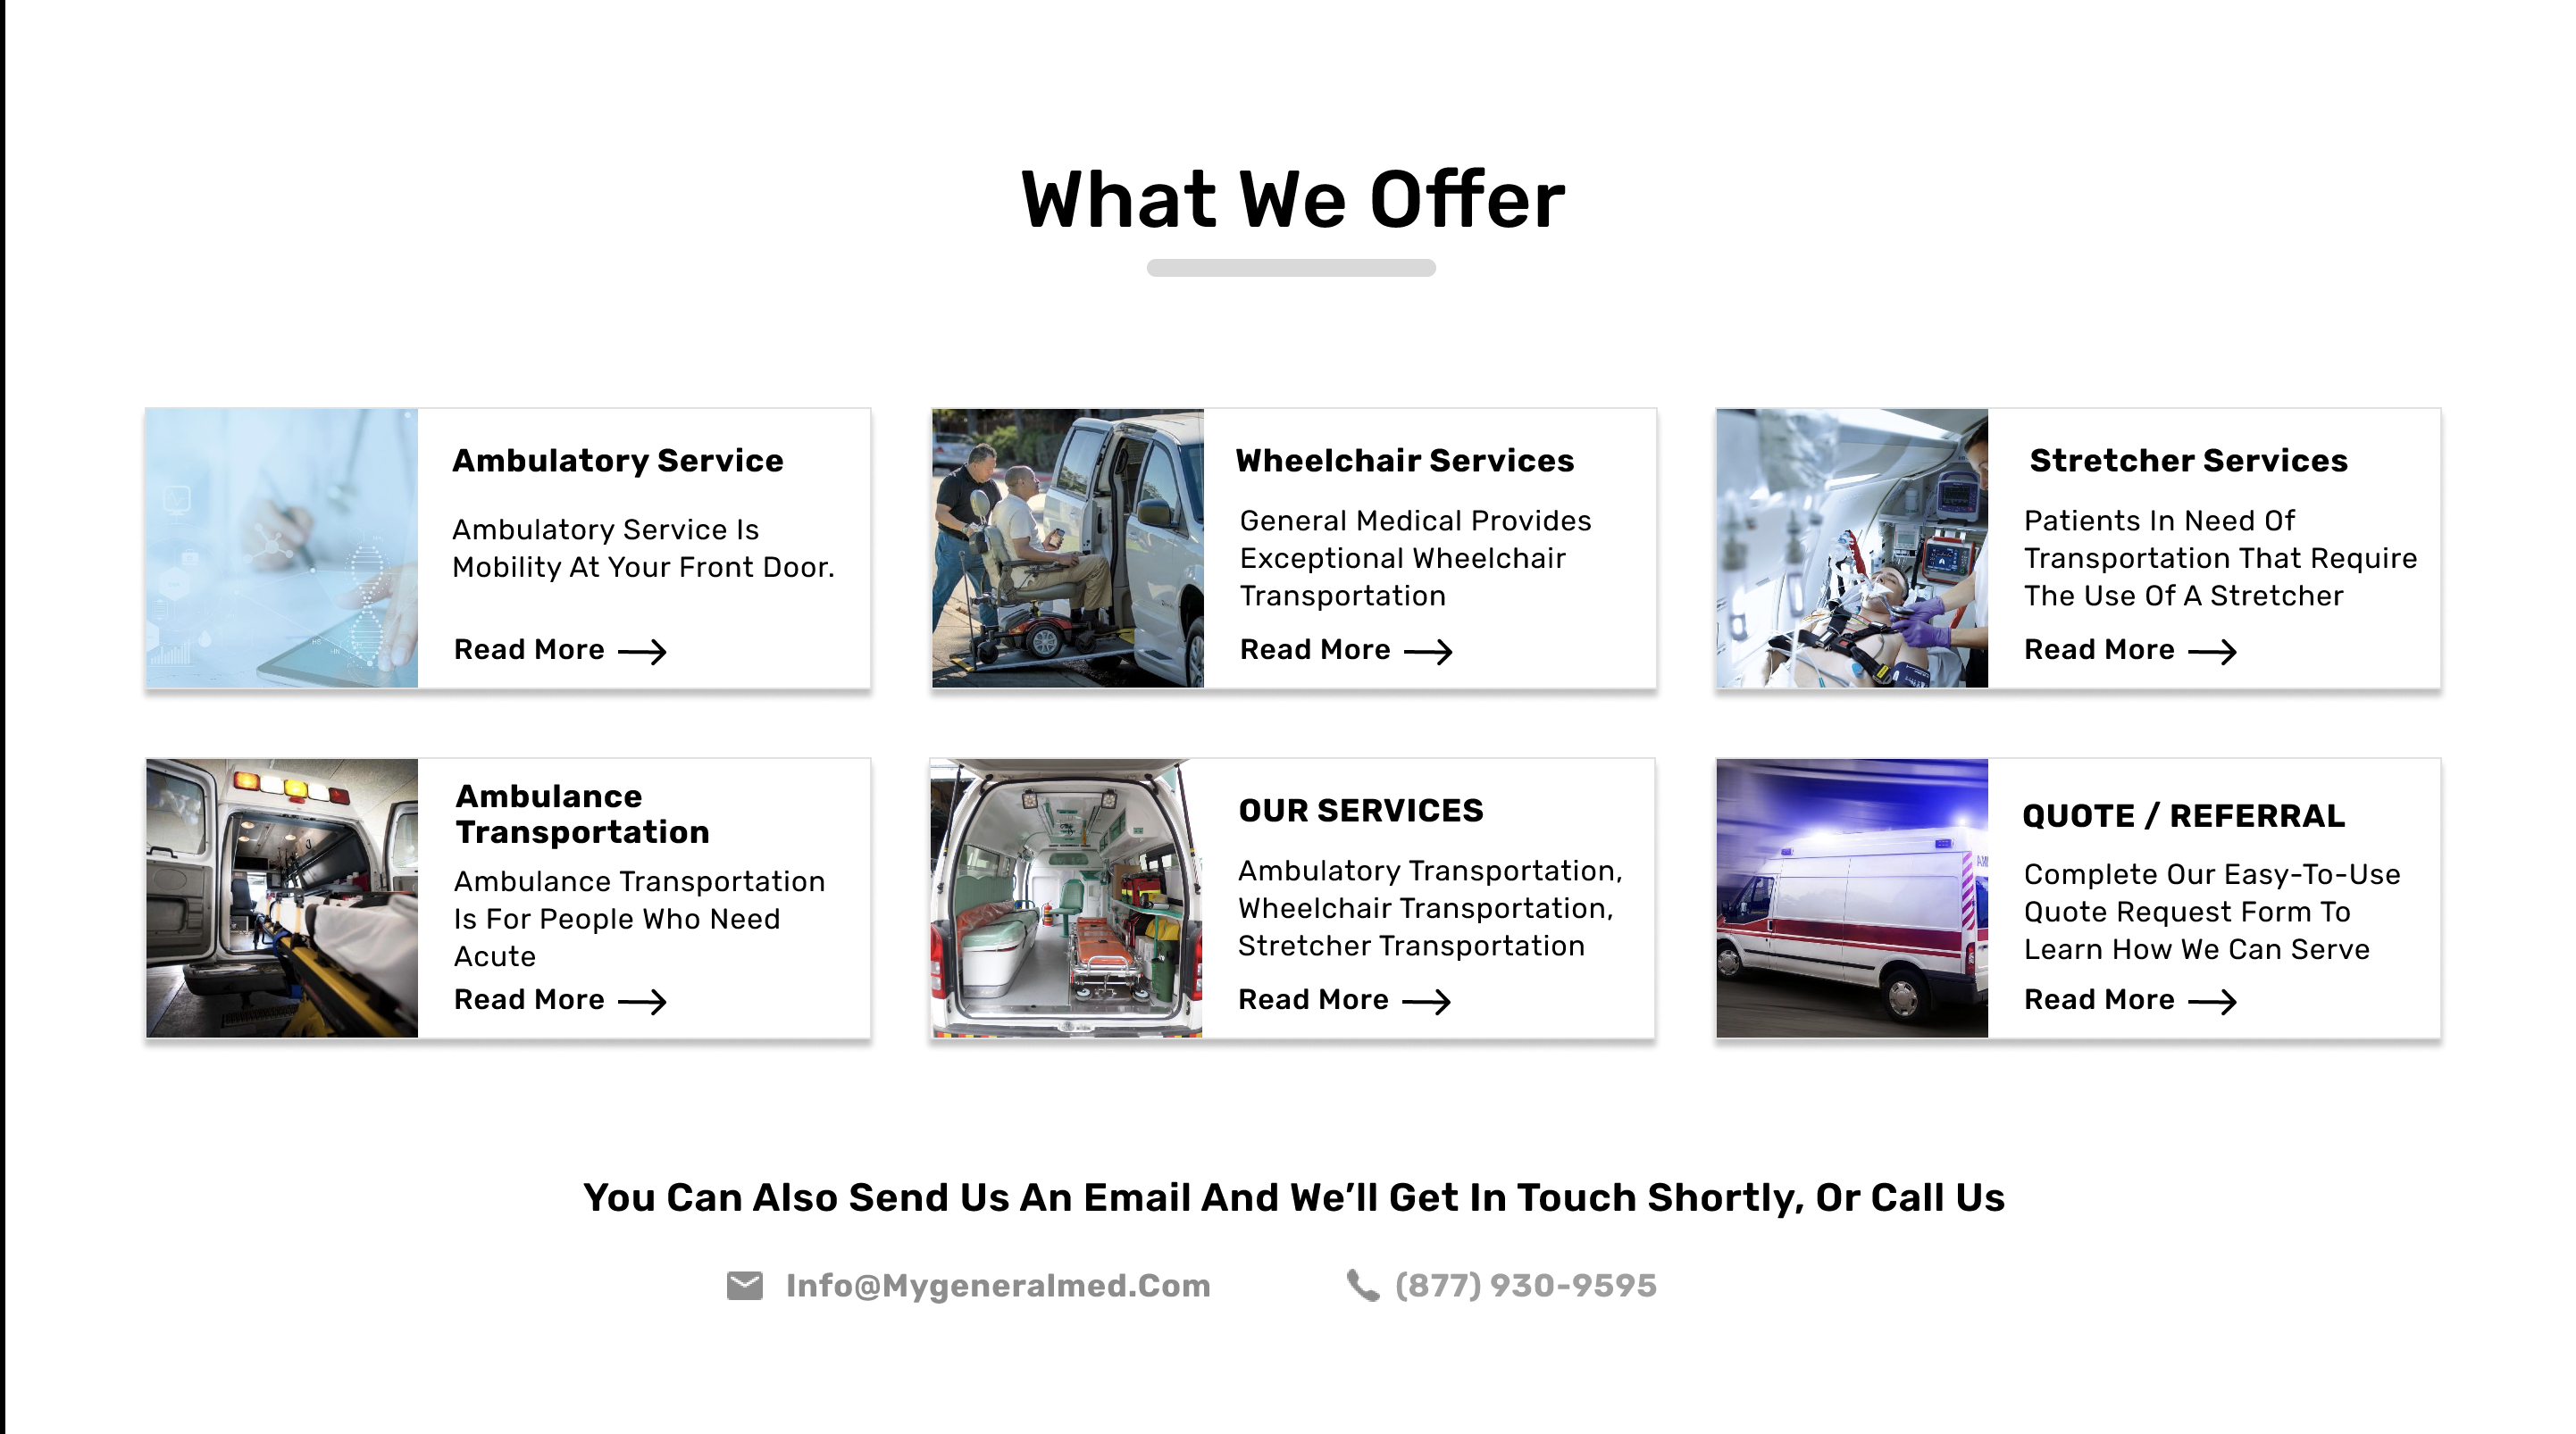 What We Offer
Ambulatory Service
Ambulatory Service Is
Mobility At Your Front Door.
Read More
Wheelchair Services
General Medical Provides
Exceptional Wheelchair
Transportation
Read More
Stretcher Services
Patients In Need Of
Transportation That Require
The Use Of A Stretcher
Read More
Ambulance
Transportation
Ambulance Transportation
Is For People Who Need
Acute
Read More
OUR SERVICES
Ambulatory Transportation,
Wheelchair Transportation,
Stretcher Transportation
Read More
QUOTE / REFERRAL
Complete Our Easy-To-Use
Quote Request Form To
Learn How We Can Serve
Read More
You Can Also Send Us An Email And We’ll Get In Touch Shortly, Or Call Us
Info@Mygeneralmed.Com
(877) 930-9595